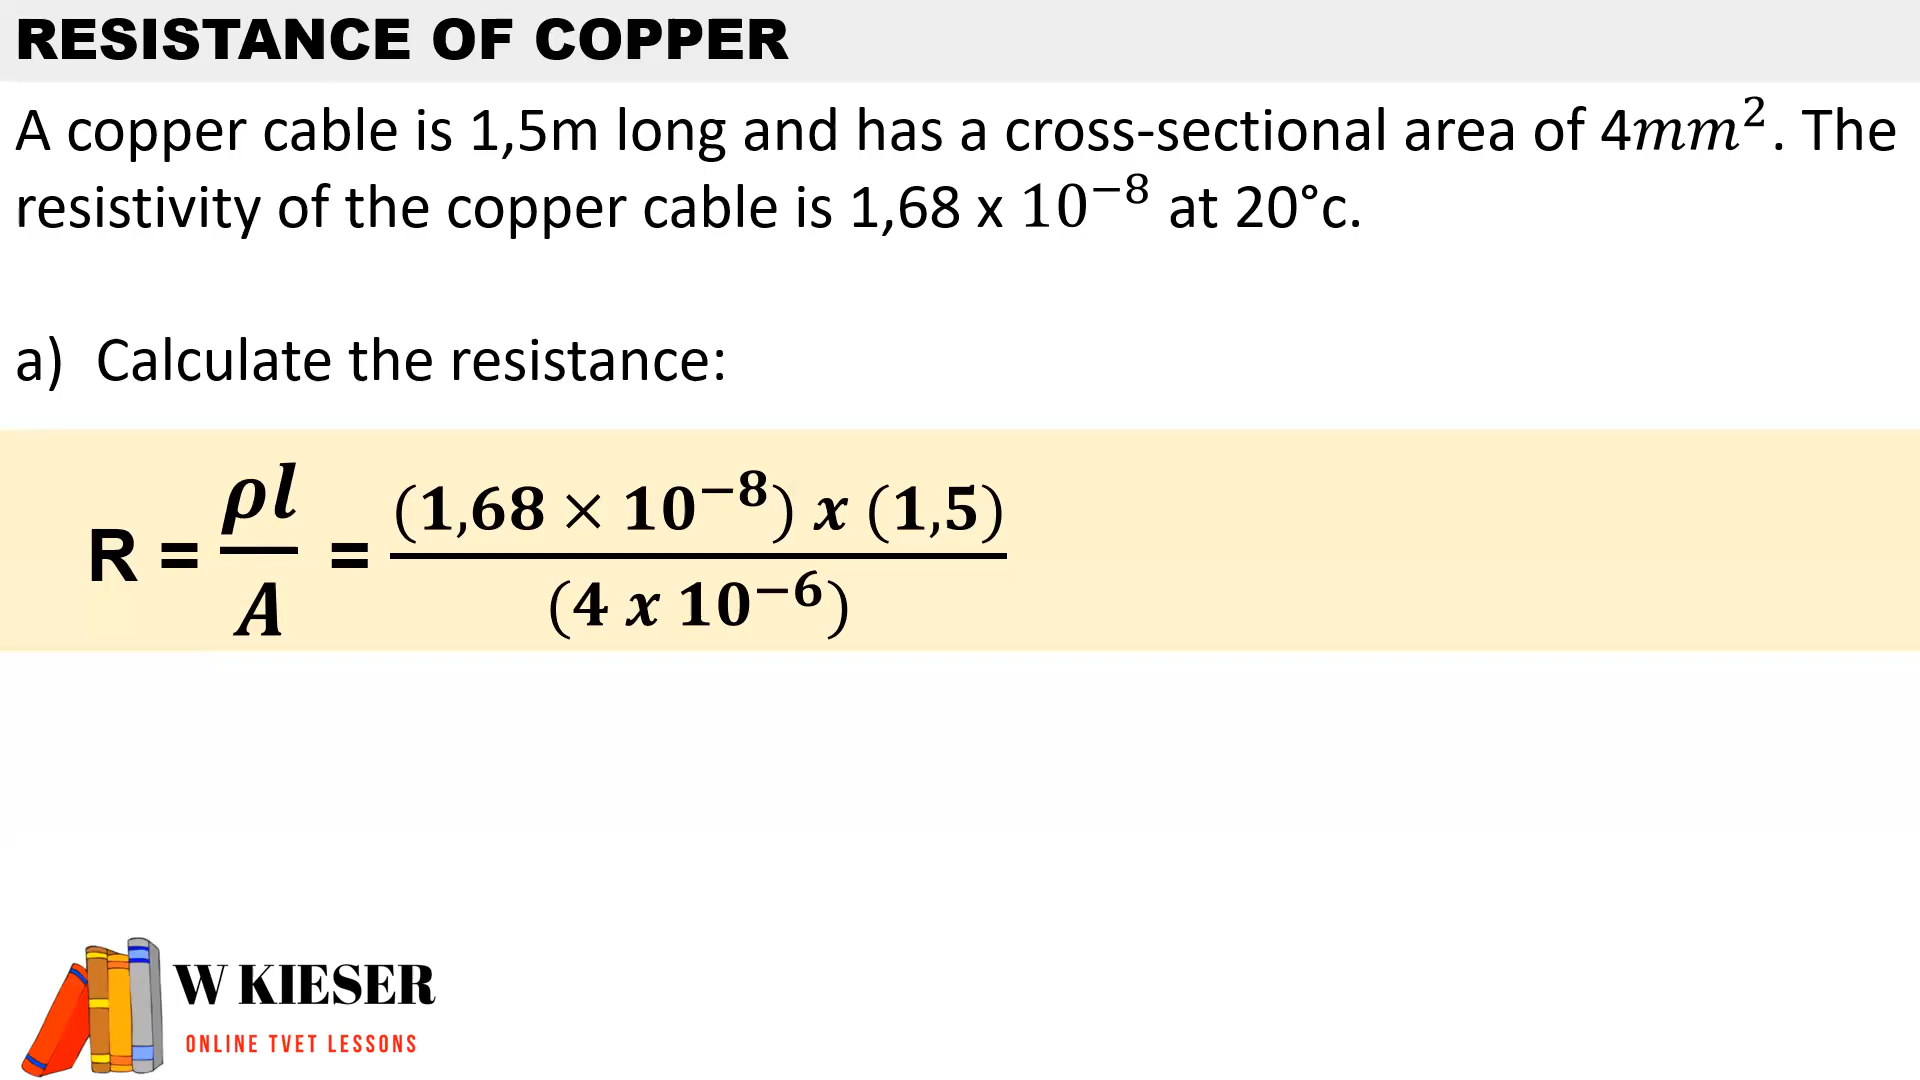 RESISTANCE OF COPPER
A copper cable is 1,5m long and has a cross-sectional area of 4mm². The
resistivity of the copper cable is 1,68 x 10⁻⁸ at 20°c.
a) Calculate the resistance:
R = ρl/A = (1,68 × 10⁻⁸) x (1,5)/(4 x 10⁻⁶)
W KIESER
ONLINE TVET LESSONS